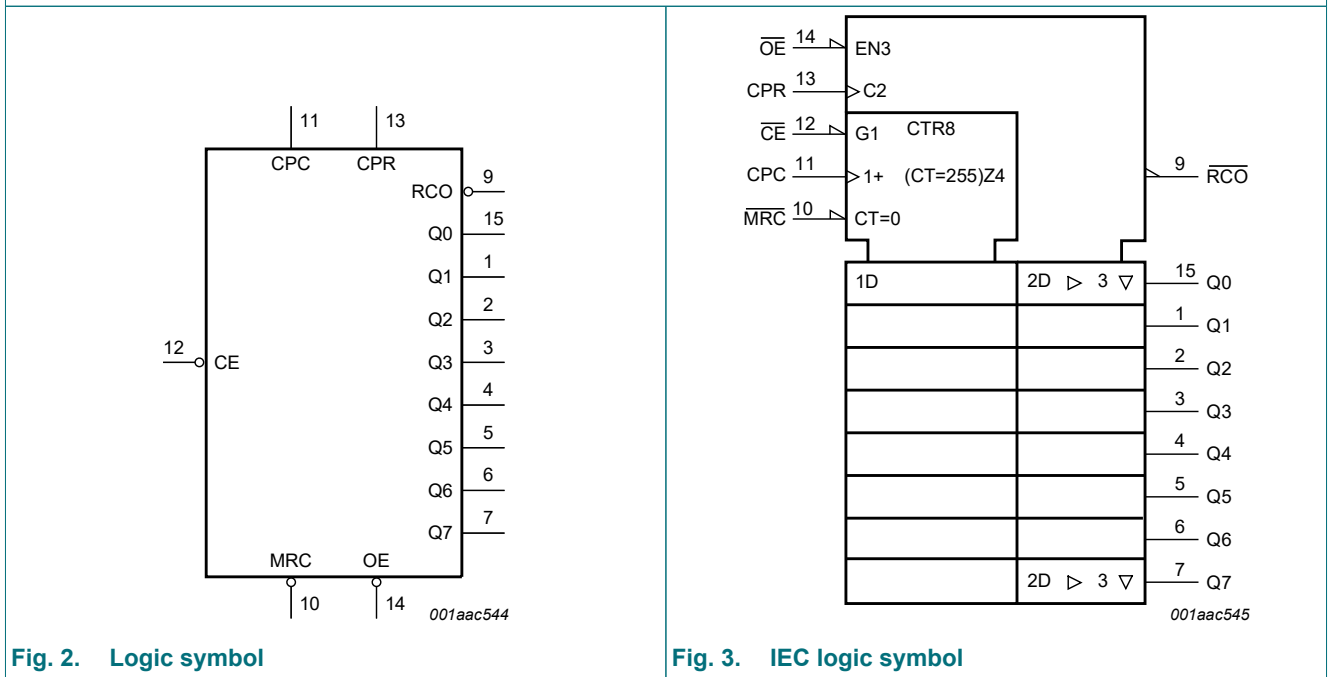 11 13
CPC CPR
RCO 9
Q0 15
Q1 1
Q2 2
12 CE
Q3 3
Q4 4
Q5 5
Q6 6
Q7 7
MRC OE
10 14
001aac544
Fig. 2. Logic symbol
O̅E̅ 14 EN3
CPR 13 C2
C̅E̅ 12 G1 CTR8
CPC 11 1+ (CT=255)Z4
9 R̅C̅O̅
M̅R̅C̅ 10 CT=0
1D 2D ▷ 3 ▽ 15 Q0
1 Q1
2 Q2
3 Q3
4 Q4
5 Q5
6 Q6
2D ▷ 3 ▽ 7 Q7
001aac545
Fig. 3. IEC logic symbol